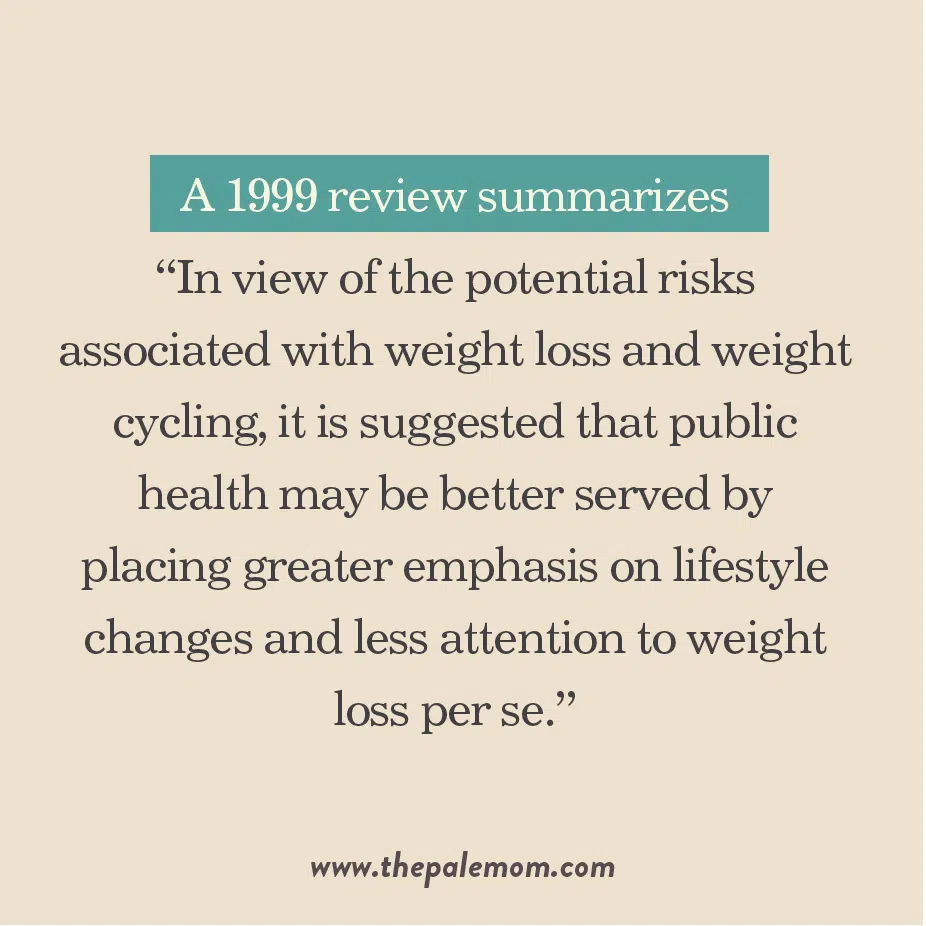 A 1999 review summarizes
“In view of the potential risks
associated with weight loss and weight
cycling, it is suggested that public
health may be better served by
placing greater emphasis on lifestyle
changes and less attention to weight
loss per se.”
www.thepalemom.com